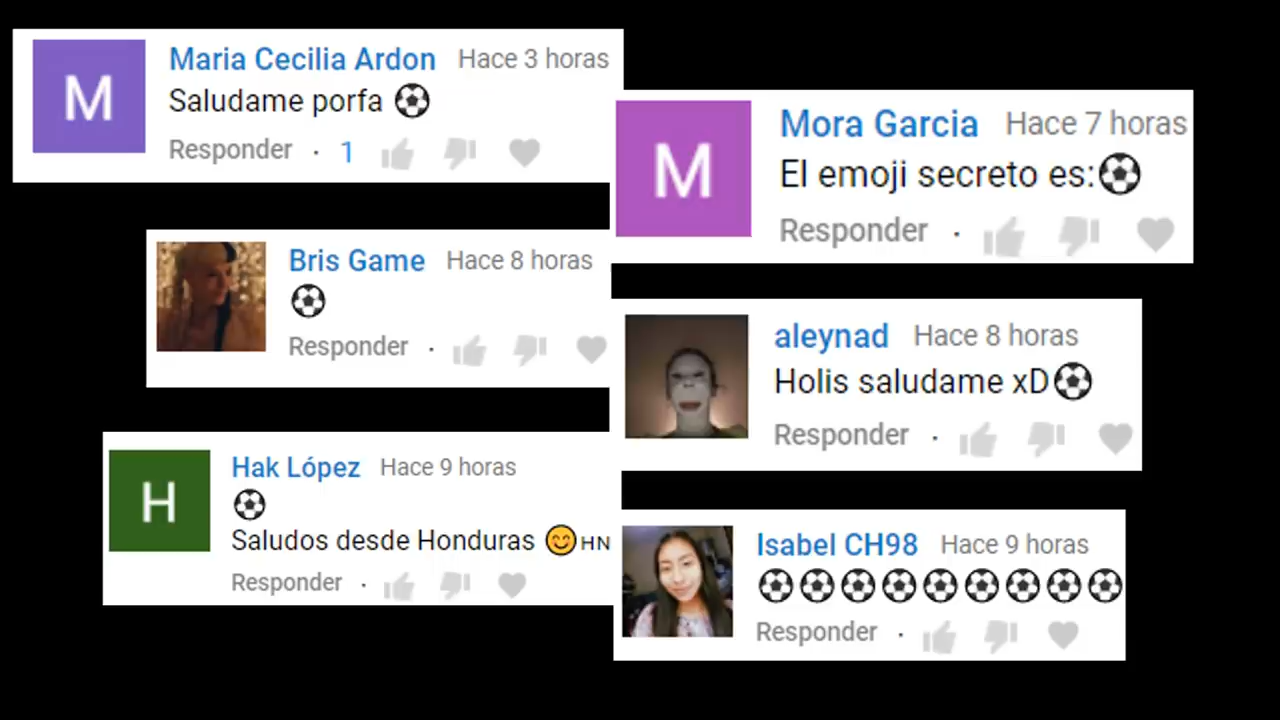 M
Maria Cecilia Ardon Hace 3 horas
Saludame porfa ⚽
Responder · 1
M
Mora Garcia Hace 7 horas
El emoji secreto es:⚽
Responder ·
Bris Game Hace 8 horas
⚽
Responder ·
aleynad Hace 8 horas
Holis saludame xD⚽
Responder ·
H
Hak López Hace 9 horas
⚽
Saludos desde Honduras 😊HN
Responder ·
Isabel CH98 Hace 9 horas
⚽⚽⚽⚽⚽⚽⚽⚽⚽
Responder ·